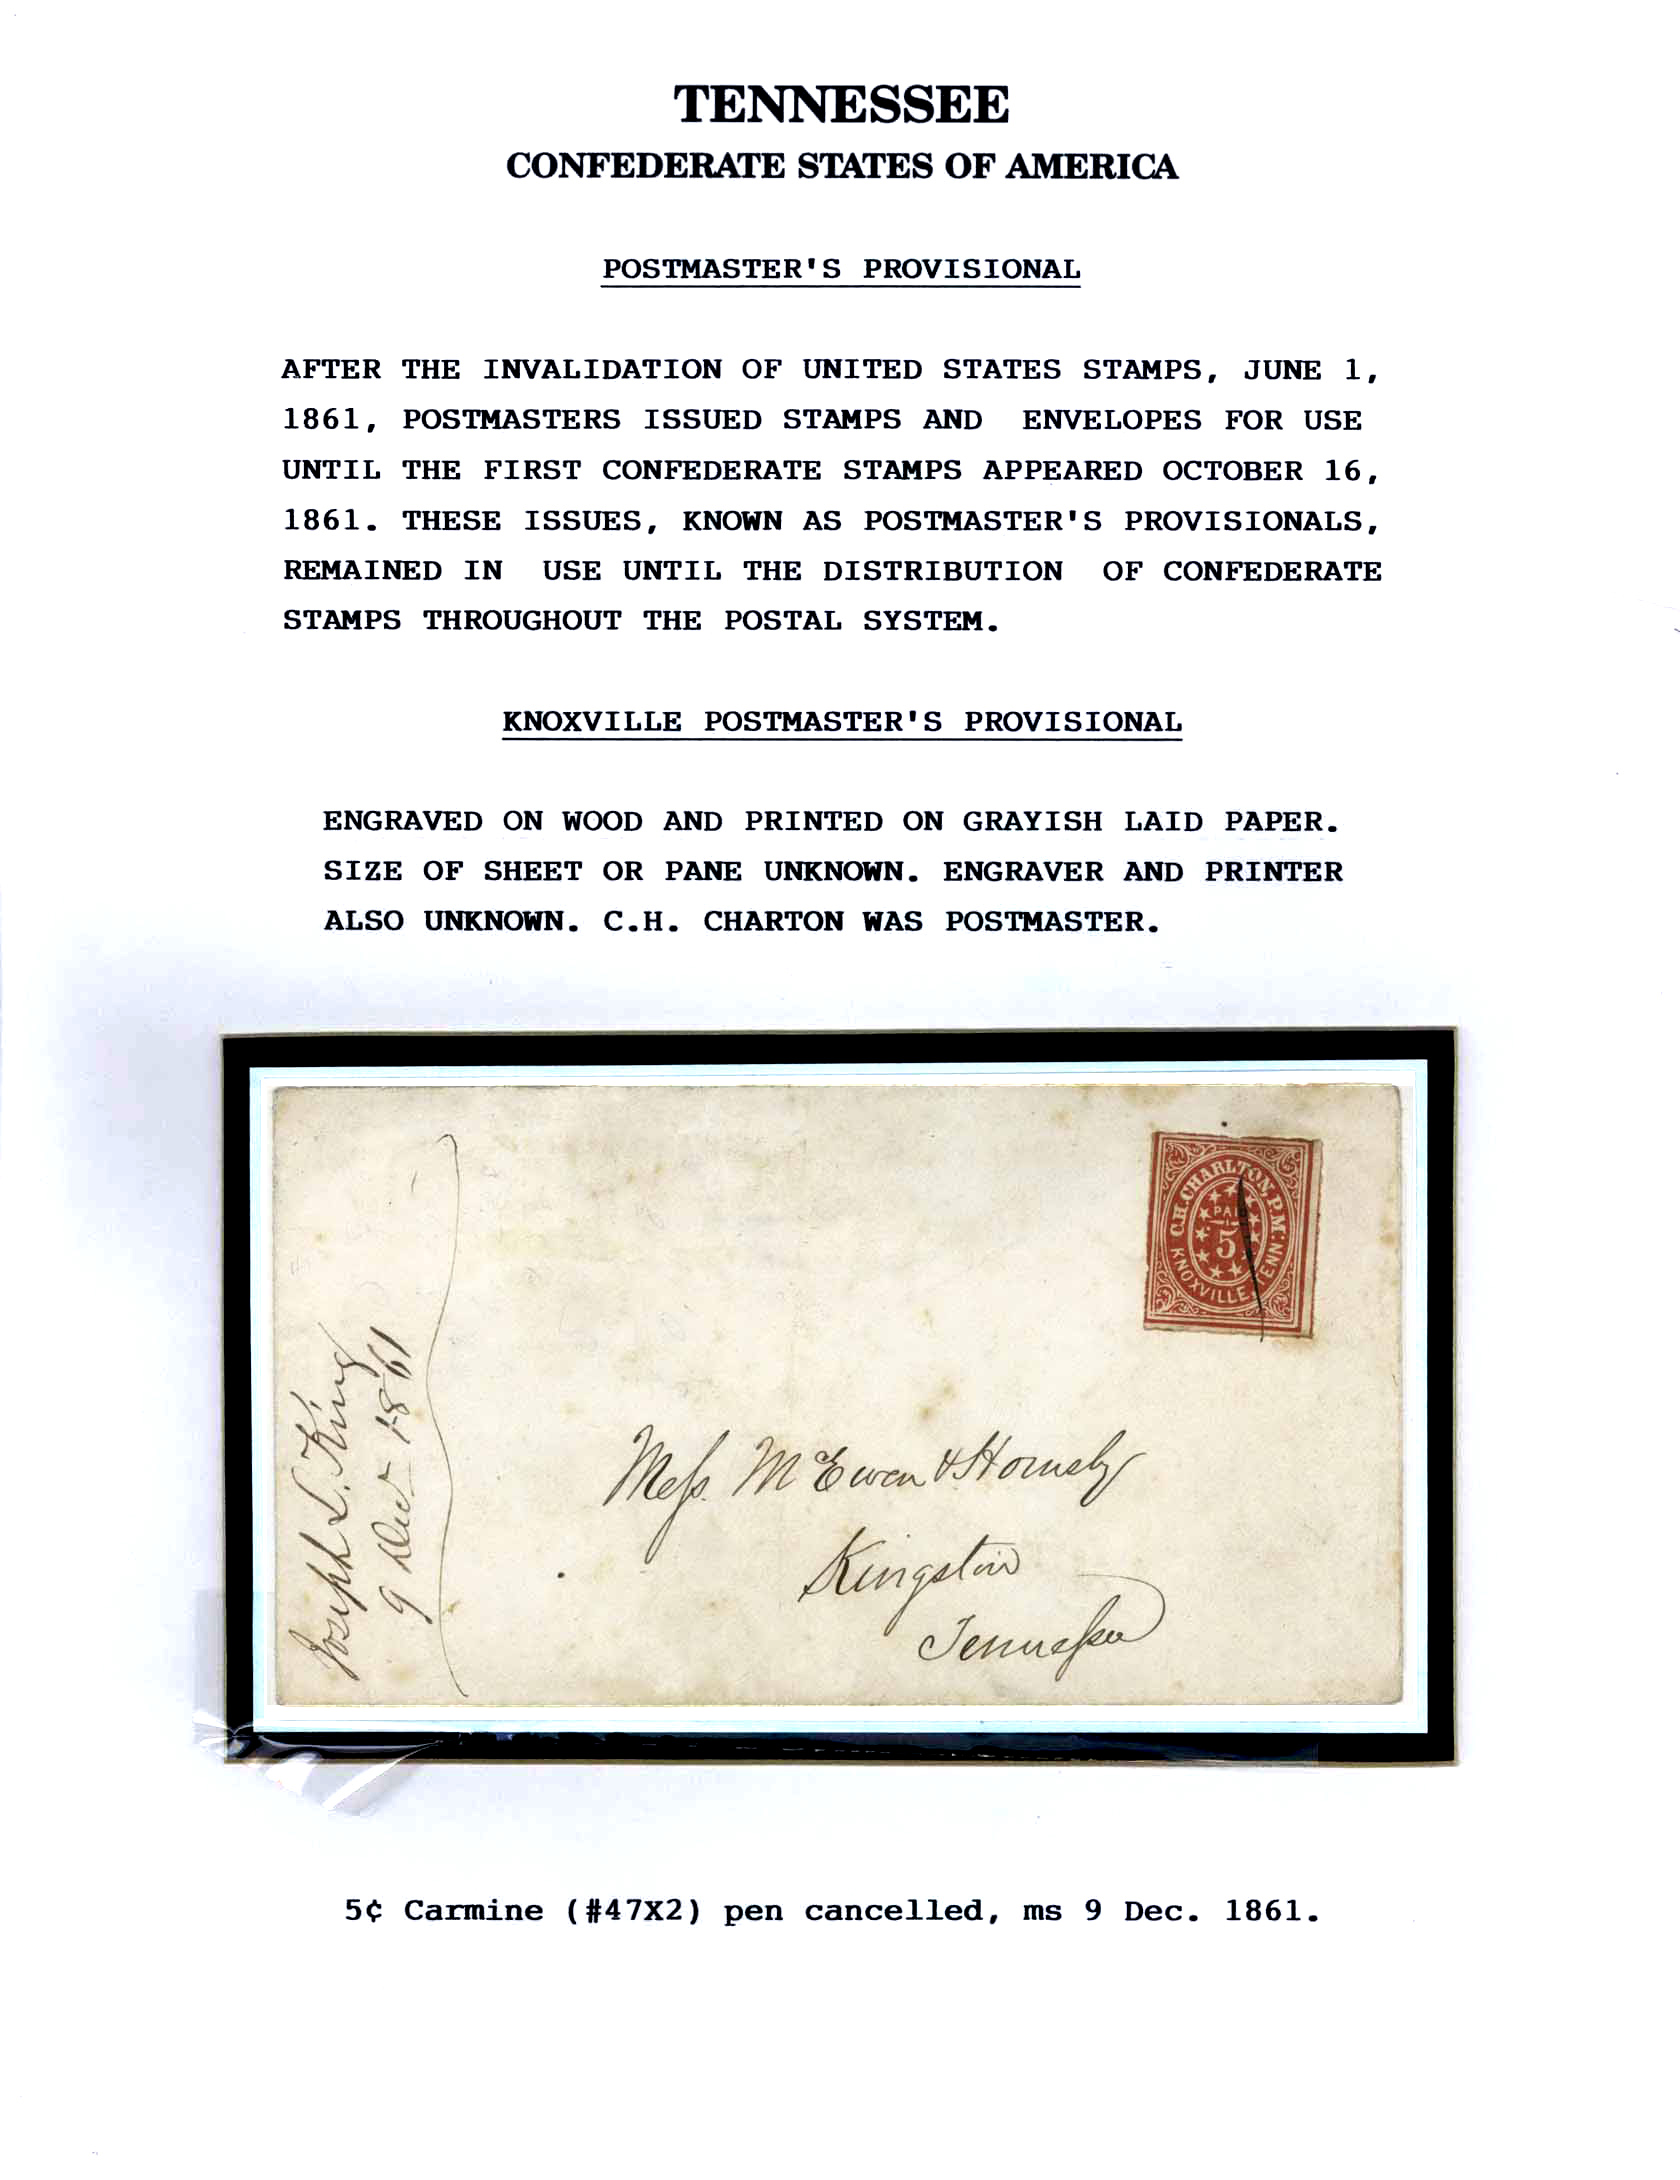 TENNESSEE
CONFEDERATE STATES OF AMERICA
POSTMASTER'S PROVISIONAL
AFTER THE INVALIDATION OF UNITED STATES STAMPS, JUNE 1,
1861, POSTMASTERS ISSUED STAMPS AND ENVELOPES FOR USE
UNTIL THE FIRST CONFEDERATE STAMPS APPEARED OCTOBER 16,
1861. THESE ISSUES, KNOWN AS POSTMASTER'S PROVISIONALS,
REMAINED IN USE UNTIL THE DISTRIBUTION OF CONFEDERATE
STAMPS THROUGHOUT THE POSTAL SYSTEM.
KNOXVILLE POSTMASTER'S PROVISIONAL
ENGRAVED ON WOOD AND PRINTED ON GRAYISH LAID PAPER.
SIZE OF SHEET OR PANE UNKNOWN. ENGRAVER AND PRINTER
ALSO UNKNOWN. C.H. CHARTON WAS POSTMASTER.
C.H. CHARLTON, P.M.
PAID
5
KNOXVILLE, TENN:
Joseph L. King
9 Dec - 1861
Mess. McEwen & Hornsby
Kingston
Tennessee
5¢ Carmine (#47X2) pen cancelled, ms 9 Dec. 1861.